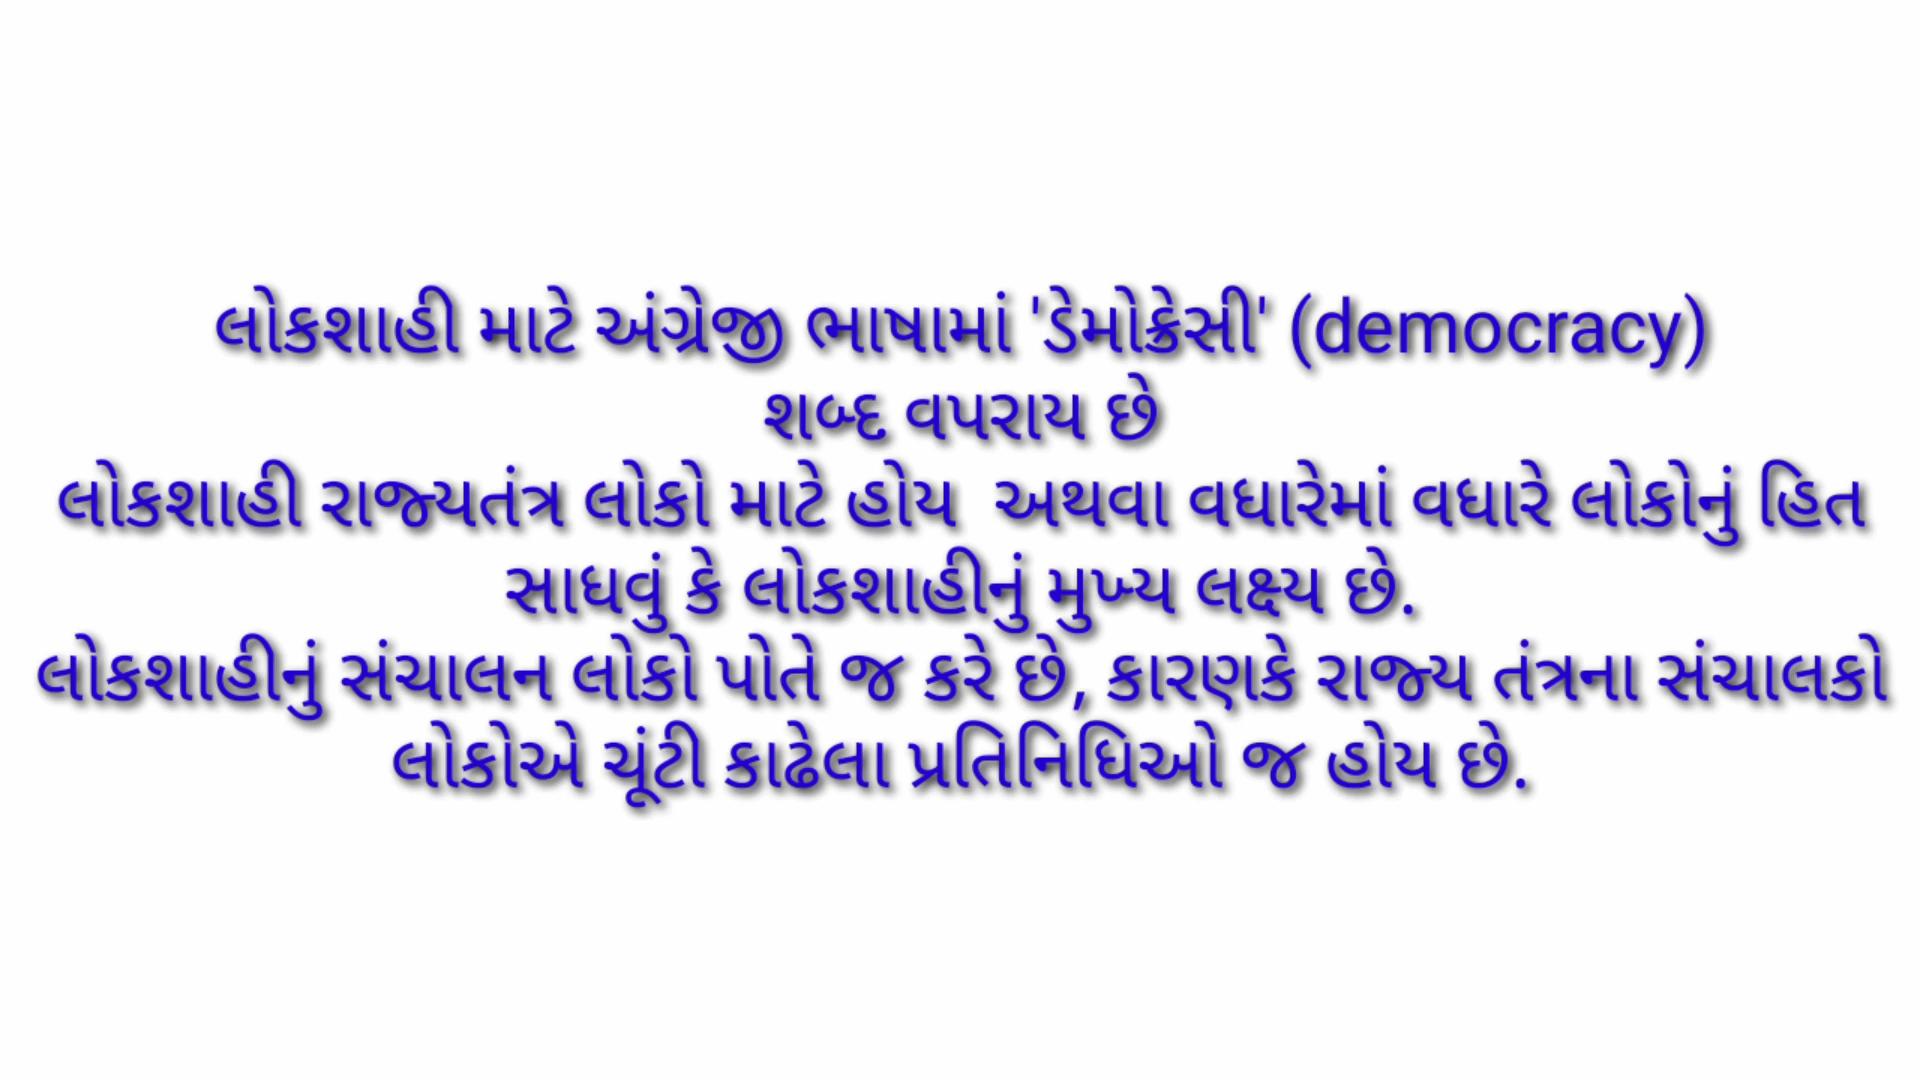 લોકશાહી માટે અંગ્રેજી ભાષામાં 'ડેમોક્રેસી' (democracy)
શબ્દ વપરાય છે
લોકશાહી રાજ્યતંત્ર લોકો માટે હોય  અથવા વધારેમાં વધારે લોકોનું હિત
સાધવું કે લોકશાહીનું મુખ્ય લક્ષ્ય છે.
લોકશાહીનું સંચાલન લોકો પોતે જ કરે છે, કારણકે રાજ્ય તંત્રના સંચાલકો
લોકોએ ચૂંટી કાઢેલા પ્રતિનિધિઓ જ હોય છે.